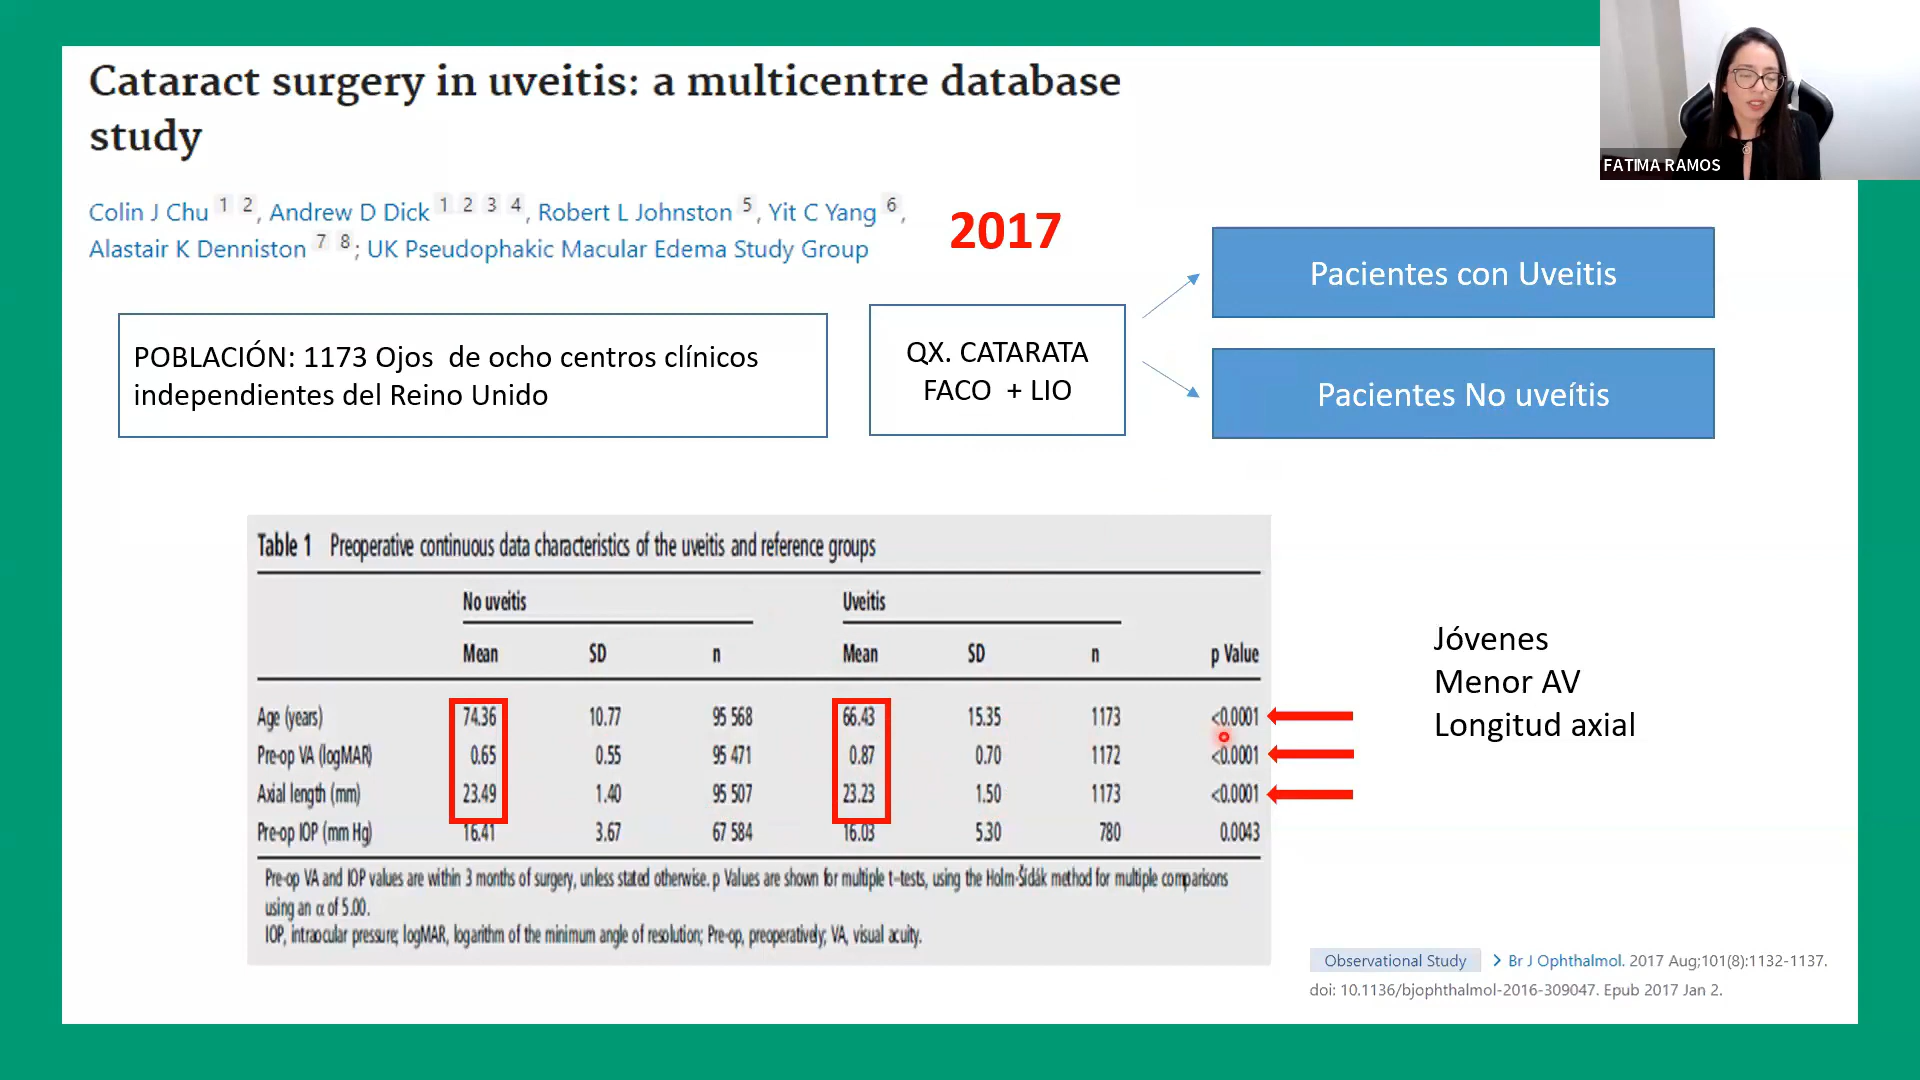 Cataract surgery in uveitis: a multicentre database
study
FATIMA RAMOS
Colin J Chu 1 2, Andrew D Dick 1 2 3 4, Robert L Johnston 5, Yit C Yang 6,
Alastair K Denniston 7 8; UK Pseudophakic Macular Edema Study Group
2017
Pacientes con Uveitis
POBLACIÓN: 1173 Ojos de ocho centros clínicos
independientes del Reino Unido
QX. CATARATA
FACO + LIO
Pacientes No uveítis
Table 1 Preoperative continuous data characteristics of the uveitis and reference groups
No uveitis Uveitis
Mean SD n Mean SD n p Value
Age (years) 74.36 10.77 95 568 66.43 15.35 1173 <0.0001
Pre-op VA (logMAR) 0.65 0.55 95 471 0.87 0.70 1172 <0.0001
Axial length (mm) 23.49 1.40 95 507 23.23 1.50 1173 <0.0001
Pre-op IOP (mm Hg) 16.41 3.67 67 584 16.03 5.30 780 0.0043
Pre-op VA and IOP values are within 3 months of surgery, unless stated otherwise. p Values are shown for multiple t-tests, using the Holm-Šídák method for multiple comparisons
using an α of 5.00.
IOP, intraocular pressure; logMAR, logarithm of the minimum angle of resolution; Pre-op, preoperatively; VA, visual acuity.
Jóvenes
Menor AV
Longitud axial
Observational Study > Br J Ophthalmol. 2017 Aug;101(8):1132-1137.
doi: 10.1136/bjophthalmol-2016-309047. Epub 2017 Jan 2.